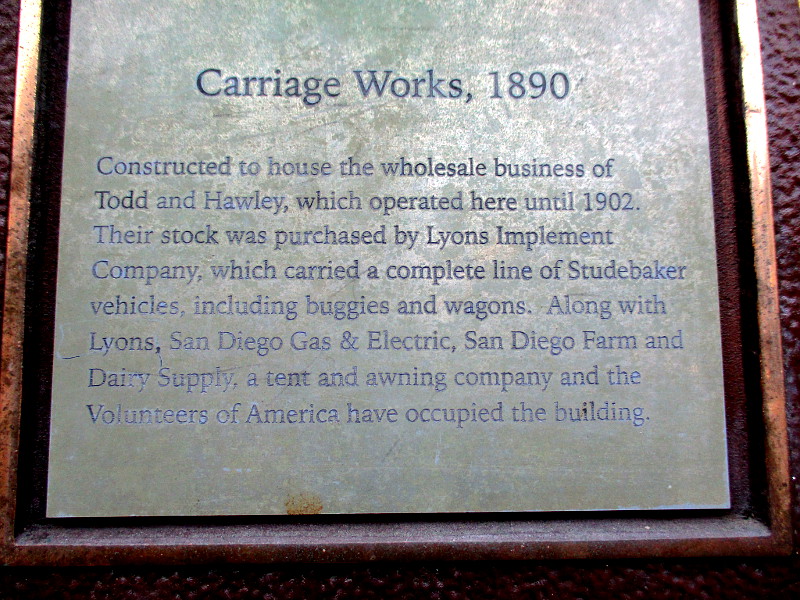 Carriage Works, 1890
Constructed to house the wholesale business of
Todd and Hawley, which operated here until 1902.
Their stock was purchased by Lyons Implement
Company, which carried a complete line of Studebaker
vehicles, including buggies and wagons. Along with
Lyons, San Diego Gas & Electric, San Diego Farm and
Dairy Supply, a tent and awning company and the
Volunteers of America have occupied the building.